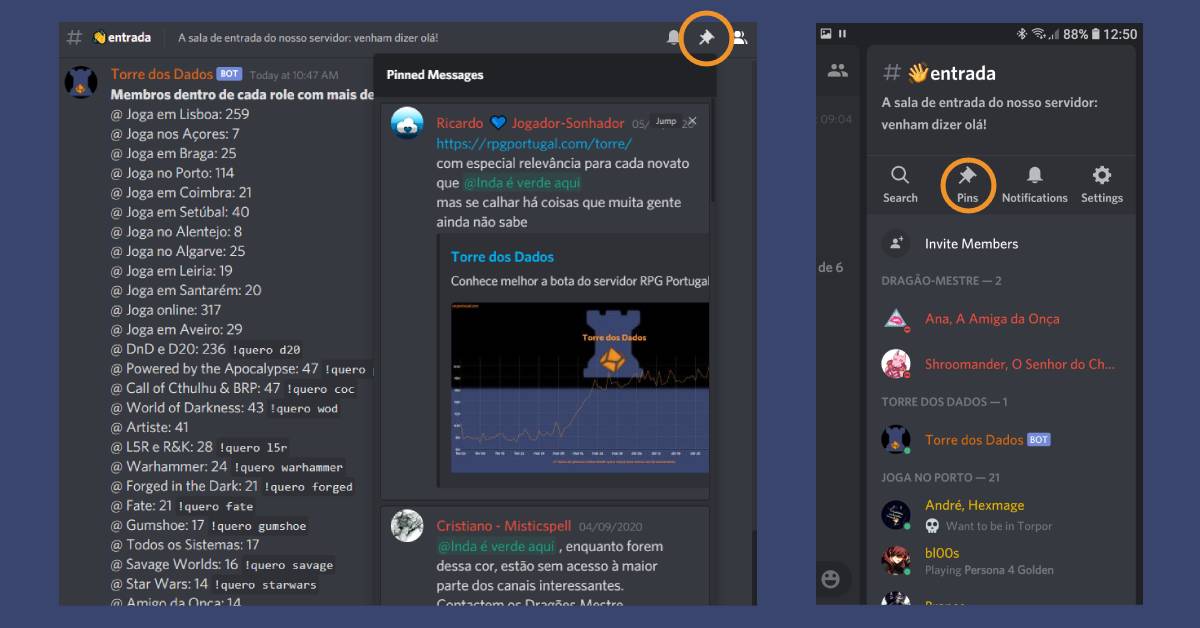 # 👋 entrada
A sala de entrada do nosso servidor: venham dizer olá!
Torre dos Dados BOT Today at 10:47 AM
Membros dentro de cada role com mais de
@ Joga em Lisboa: 259
@ Joga nos Açores: 7
@ Joga em Braga: 25
@ Joga no Porto: 114
@ Joga em Coimbra: 21
@ Joga em Setúbal: 40
@ Joga no Alentejo: 8
@ Joga no Algarve: 25
@ Joga em Leiria: 19
@ Joga em Santarém: 20
@ Joga online: 317
@ Joga em Aveiro: 29
@ DnD e D20: 236 !quero d20
@ Powered by the Apocalypse: 47 !quero
@ Call of Cthulhu & BRP: 47 !quero coc
@ World of Darkness: 43 !quero wod
@ Artiste: 41
@ L5R e R&K: 28 !quero l5r
@ Warhammer: 24 !quero warhammer
@ Forged in the Dark: 21 !quero forged
@ Fate: 21 !quero fate
@ Gumshoe: 17 !quero gumshoe
@ Todos os Sistemas: 17
@ Savage Worlds: 16 !quero savage
@ Star Wars: 14 !quero starwars
@ Amigo da Onça: 14
Pinned Messages
Ricardo 💙 Jogador-Sonhador 05/ Jump 20
https://rpgportugal.com/torre/
com especial relevância para cada novato
que @Inda é verde aqui
mas se calhar há coisas que muita gente
ainda não sabe
Torre dos Dados
Conhece melhor a bota do servidor RPG Portugal
Torre dos Dados
Cristiano - Misticspell 04/09/2020
@Inda é verde aqui , enquanto forem
dessa cor, estão sem acesso à maior
parte dos canais interessantes.
Contactem os Dragões Mestre
88% 12:50
09:04
de 6
# 👋 entrada
A sala de entrada do nosso servidor:
venham dizer olá!
Search Pins Notifications Settings
Invite Members
DRAGÃO-MESTRE — 2
Ana, A Amiga da Onça
Shroomander, O Senhor do Ch...
TORRE DOS DADOS — 1
Torre dos Dados BOT
JOGA NO PORTO — 21
André, Hexmage
💀 Want to be in Torpor
bl00s
Playing Persona 4 Golden